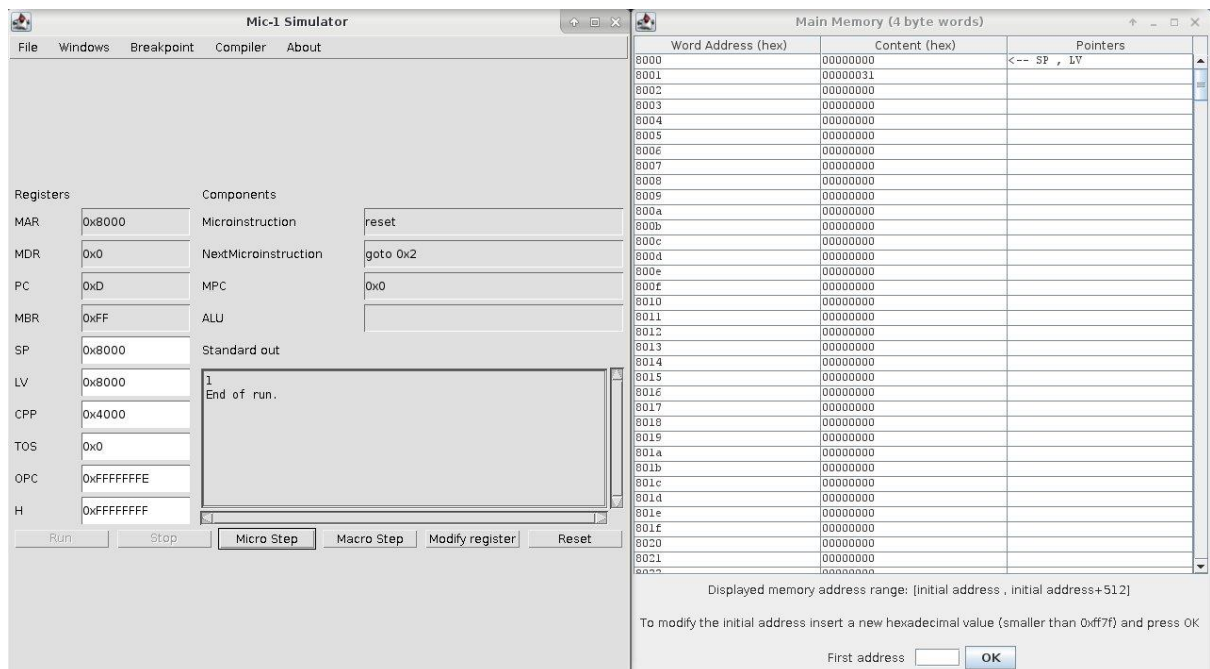 Mic-1 Simulator
File Windows Breakpoint Compiler About
Registers Components
MAR 0x8000 Microinstruction reset
MDR 0x0 NextMicroinstruction goto 0x2
PC 0xD MPC 0x0
MBR 0xFF ALU
SP 0x8000 Standard out
LV 0x8000 1
End of run.
CPP 0x4000
TOS 0x0
OPC 0xFFFFFFFE
H 0xFFFFFFFF
Run Stop Micro Step Macro Step Modify register Reset
Main Memory (4 byte words)
Word Address (hex) Content (hex) Pointers
8000 00000000 <-- SP , LV
8001 00000031
8002 00000000
8003 00000000
8004 00000000
8005 00000000
8006 00000000
8007 00000000
8008 00000000
8009 00000000
800a 00000000
800b 00000000
800c 00000000
800d 00000000
800e 00000000
800f 00000000
8010 00000000
8011 00000000
8012 00000000
8013 00000000
8014 00000000
8015 00000000
8016 00000000
8017 00000000
8018 00000000
8019 00000000
801a 00000000
801b 00000000
801c 00000000
801d 00000000
801e 00000000
801f 00000000
8020 00000000
8021 00000000
8022 00000000
Displayed memory address range: [initial address , initial address+512]
To modify the initial address insert a new hexadecimal value (smaller than 0xff7f) and press OK
First address OK